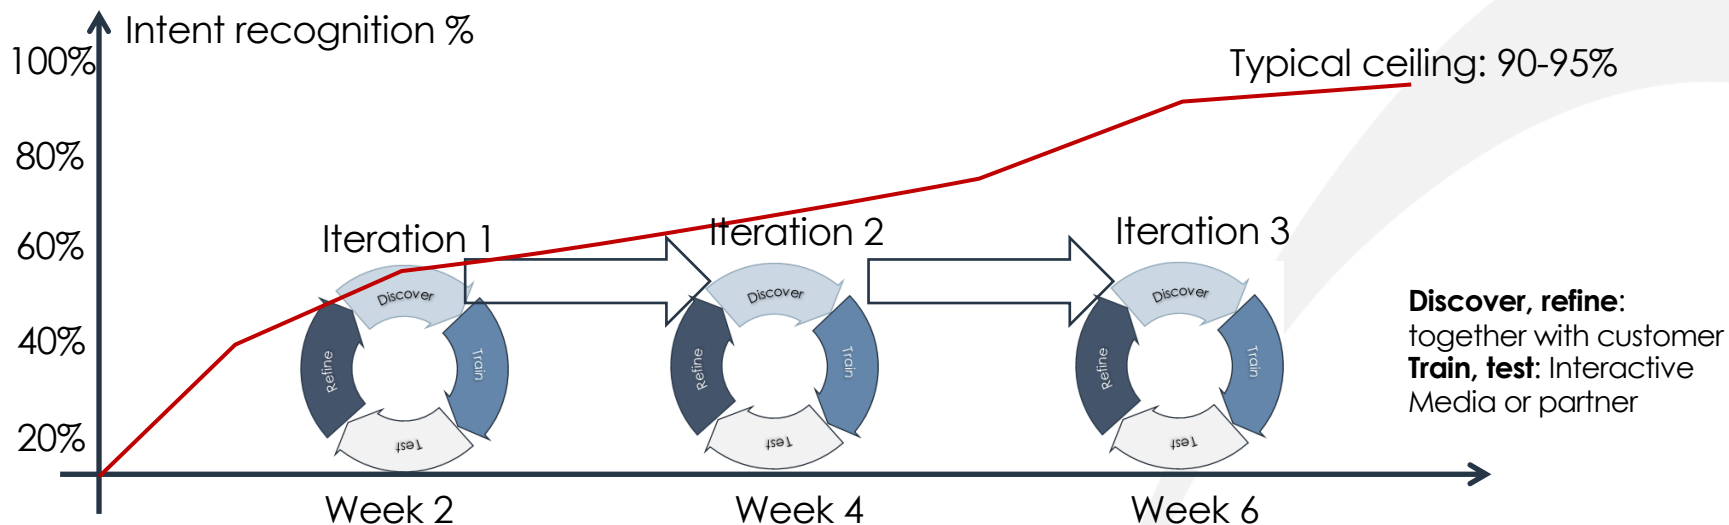 Intent recognition %
100%
80%
60%
40%
20%
Typical ceiling: 90-95%
Iteration 1
Discover
Train
Test
Refine
Iteration 2
Discover
Train
Test
Refine
Iteration 3
Discover
Train
Test
Refine
Week 2
Week 4
Week 6
Discover, refine:
together with customer
Train, test: Interactive
Media or partner